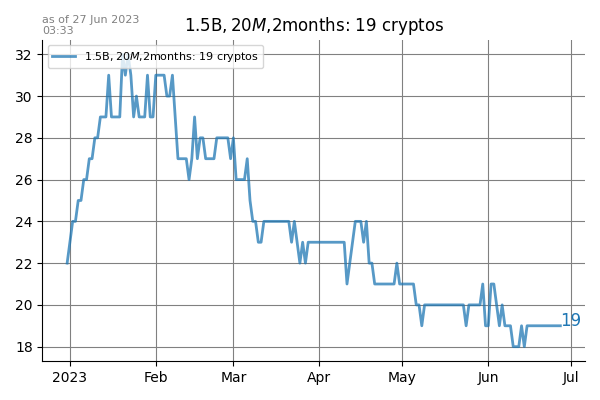 as of 27 Jun 2023
03:33
1.5B, 20M,2months: 19 cryptos
1.5B, 20M,2months: 19 cryptos
32
30
28
26
24
22
20
18
19
2023 Feb Mar Apr May Jun Jul